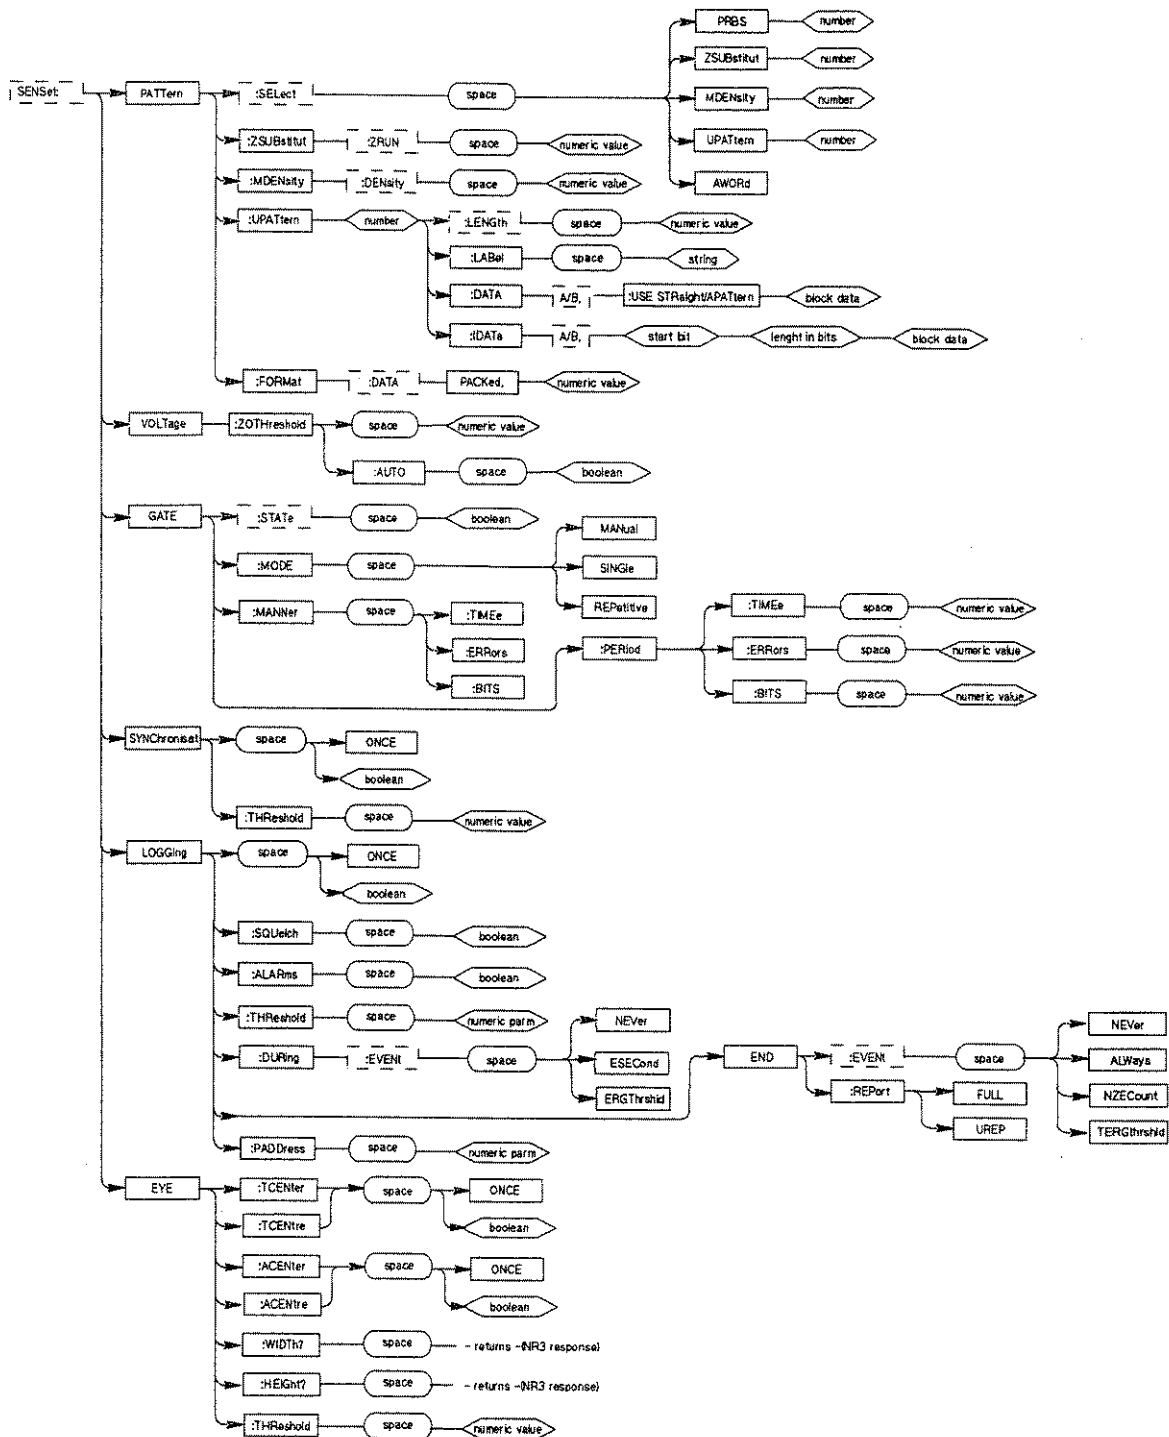 PRBS number
ZSUBstitut number
SENSet: PATTern :SELect space MDENsity number
UPATtern number
:ZSUBstitut :ZRUN space numeric value
AWORd
:MDENsity :DENsity space numeric value
:UPATtern number :LENGth space numeric value
:LABel space string
:DATA A/B, :USE STRaight/APATtern block data
:IDATa A/B, start bit lenght in bits block data
:FORMat :DATA PACKed, numeric value
VOLTage :ZOTHreshold space numeric value
:AUTO space boolean
GATE :STATe space boolean
MANual
:MODE space SINGle
REPetitive
:MANNer space :TIMEe
:ERRors
:BITS
:PERiod :TIMEe space numeric value
:ERRors space numeric value
:BITS space numeric value
SYNChronisat space ONCE
boolean
:THReshold space numeric value
LOGGing space ONCE
boolean
:SQUelch space boolean
:ALARms space boolean
:THReshold space numeric parm
:DURing :EVENt space NEVer
ESECond
ERGThrshld
END :EVENt space NEVer
ALWays
NZECount
TERGthrshld
:REPort FULL
UREP
:PADDress space numeric parm
EYE :TCENter space ONCE
:TCENtre boolean
:ACENter space ONCE
:ACENtre boolean
:WIDTh? space - returns -(NR3 response)
:HEIGht? space - returns -(NR3 response)
:THReshold space numeric value